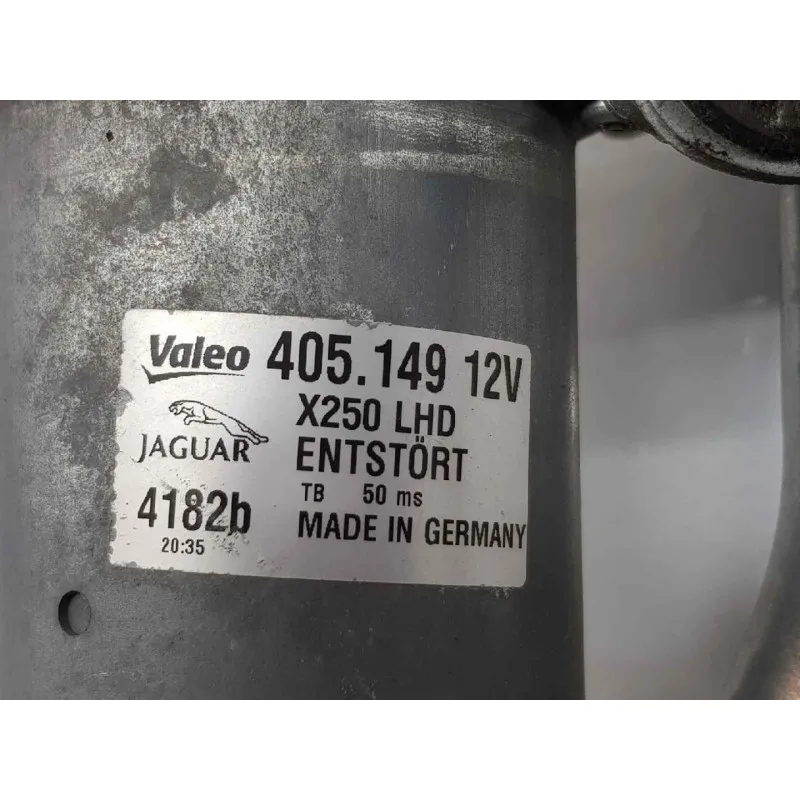 Valeo 405.149 12V
X250 LHD
JAGUAR ENTSTÖRT
TB 50 ms
4182b MADE IN GERMANY
20:35